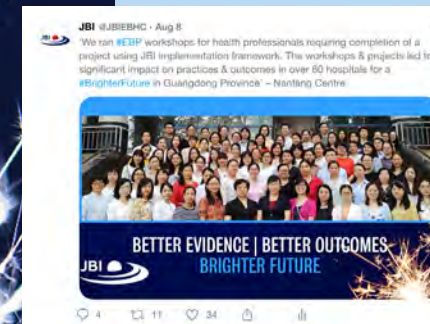 JBI @JBIEBHC · Aug 8
'We ran #EBP workshops for health professionals requiring completion of a
project using JBI implementation framework. The workshops & projects led to
significant impact on practices & outcomes in over 60 hospitals for a
#BrighterFuture in Guangdong Province' – Nanfang Centre.
BETTER EVIDENCE | BETTER OUTCOMES
BRIGHTER FUTURE
JBI
4 11 34